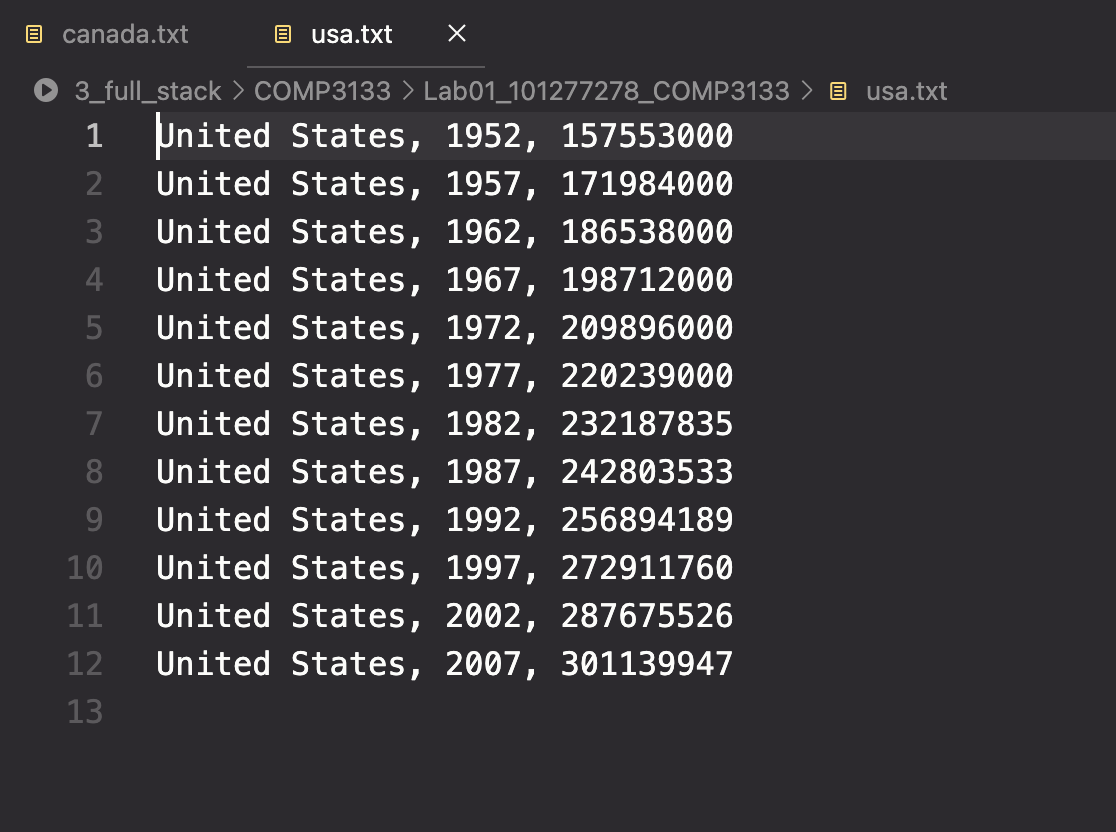 canada.txt usa.txt
3_full_stack > COMP3133 > Lab01_101277278_COMP3133 > usa.txt
1 United States, 1952, 157553000
2 United States, 1957, 171984000
3 United States, 1962, 186538000
4 United States, 1967, 198712000
5 United States, 1972, 209896000
6 United States, 1977, 220239000
7 United States, 1982, 232187835
8 United States, 1987, 242803533
9 United States, 1992, 256894189
10 United States, 1997, 272911760
11 United States, 2002, 287675526
12 United States, 2007, 301139947
13